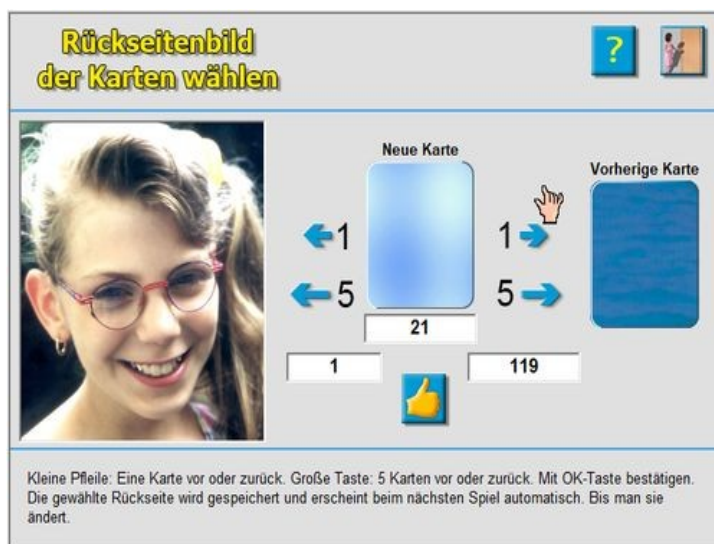 Rückseitenbild
der Karten wählen
?
Neue Karte
Vorherige Karte
1
1
5
5
21
1
119
Kleine Pfleile: Eine Karte vor oder zurück. Große Taste: 5 Karten vor oder zurück. Mit OK-Taste bestätigen.
Die gewählte Rückseite wird gespeichert und erscheint beim nächsten Spiel automatisch. Bis man sie
ändert.